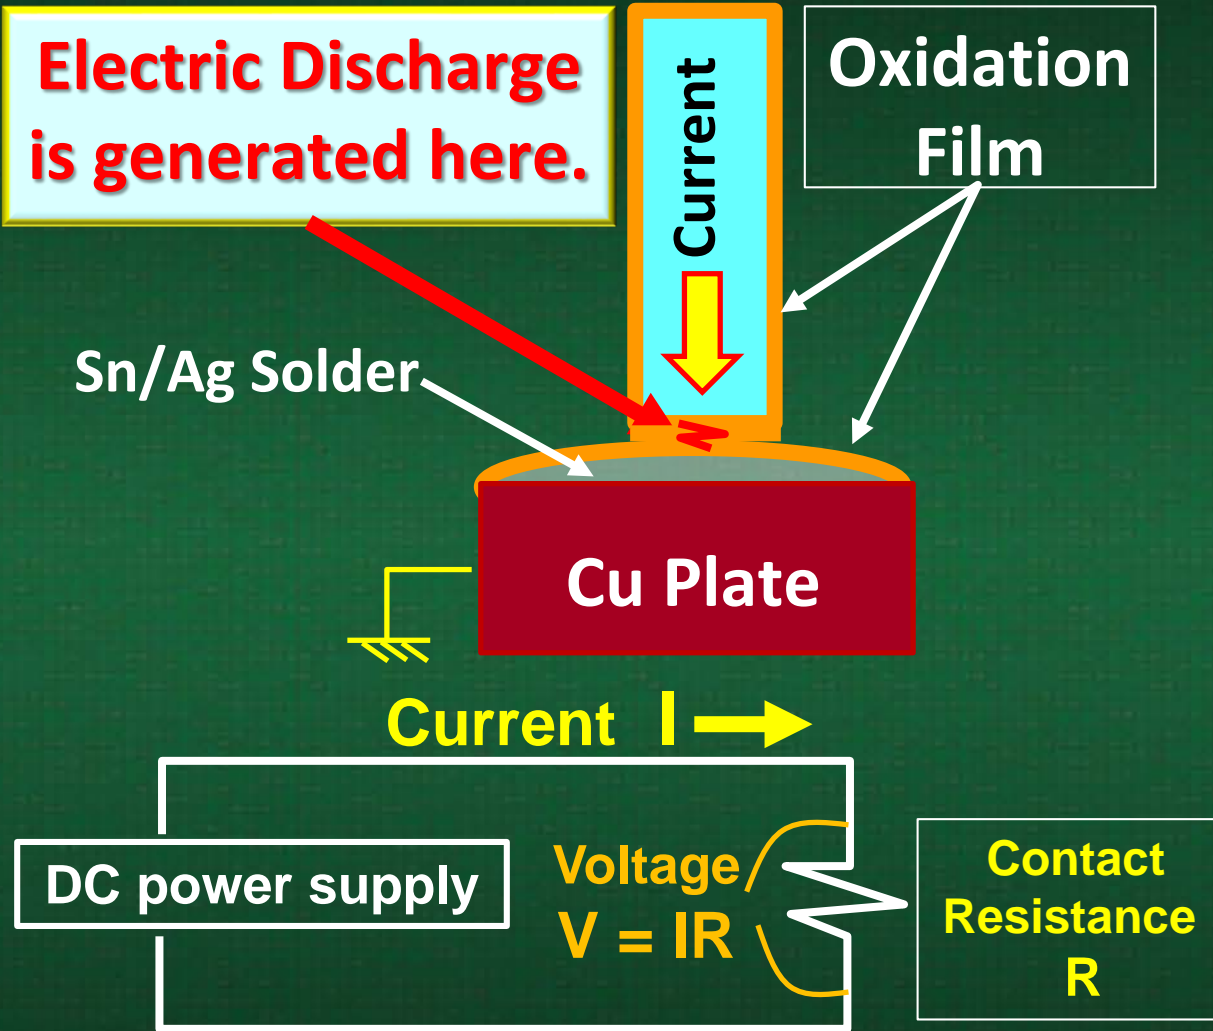 Electric Discharge
is generated here.
Current
Oxidation
Film
Sn/Ag Solder
Cu Plate
Current I
DC power supply
Voltage
V = IR
Contact
Resistance
R